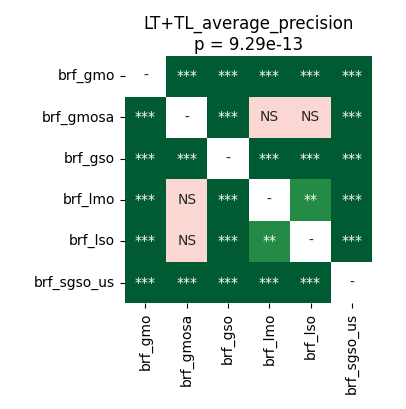 LT+TL_average_precision
p = 9.29e-13
brf_gmo - *** *** *** *** ***
brf_gmosa *** - *** NS NS ***
brf_gso *** *** - *** *** ***
brf_lmo *** NS *** - ** ***
brf_lso *** NS *** ** - ***
brf_sgso_us *** *** *** *** *** -
brf_gmo
brf_gmosa
brf_gso
brf_lmo
brf_lso
brf_sgso_us